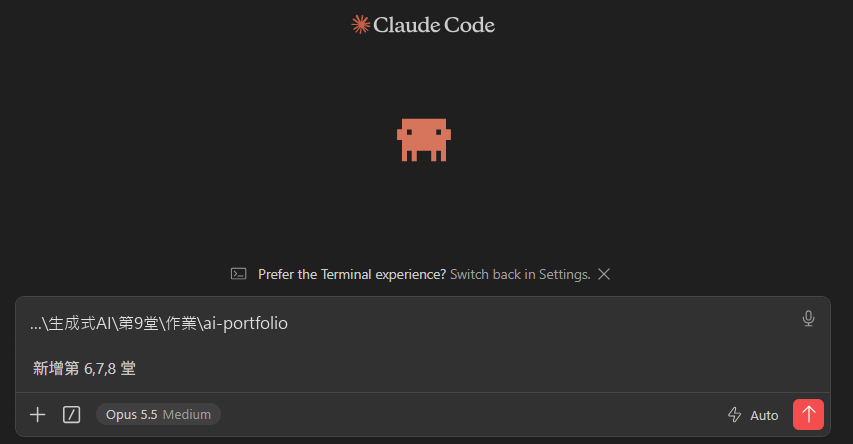 Claude Code
Prefer the Terminal experience? Switch back in Settings.
...\生成式AI\第9堂\作業\ai-portfolio
新增第 6,7,8 堂
Opus 5.5 Medium
Auto